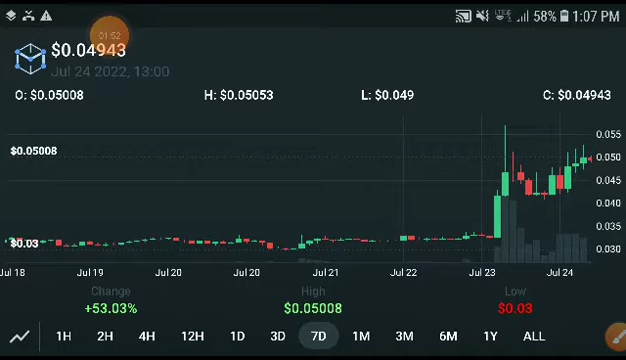 LTE 58% 1:07 PM
01:52
$0.04943
Jul 24 2022, 13:00
O: $0.05008 H: $0.05053 L: $0.049 C: $0.04943
0.055
$0.05008 0.050
0.045
0.040
0.035
$0.03 0.030
Jul 18 Jul 19 Jul 20 Jul 20 Jul 21 Jul 22 Jul 23 Jul 24
Change High Low
+53.03% $0.05008 $0.03
1H 2H 4H 12H 1D 3D 7D 1M 3M 6M 1Y ALL